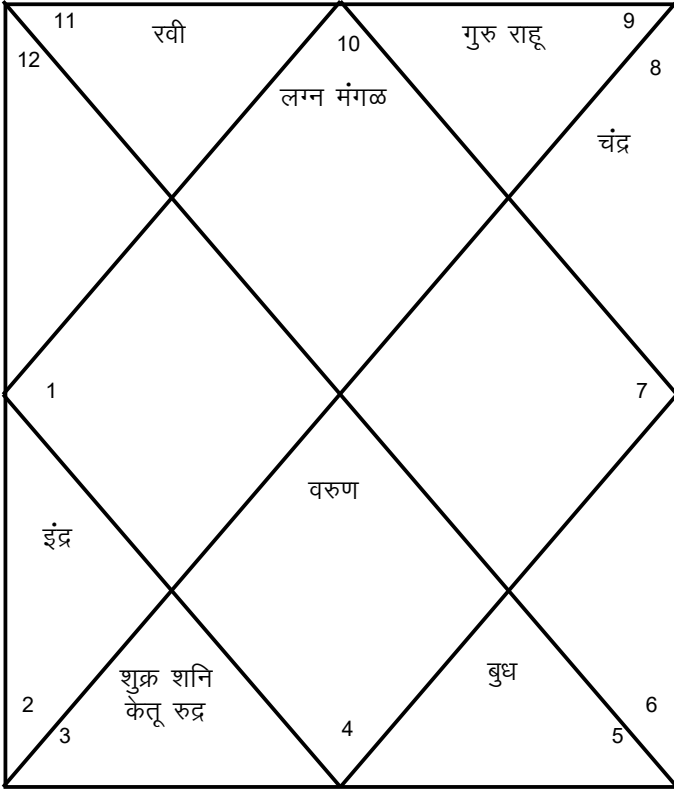 11
रवी
10
गुरु राहू
9
12
8
लग्न मंगळ
चंद्र
1
7
वरुण
इंद्र
शुक्र शनि
केतू रुद्र
बुध
2
3
4
5
6